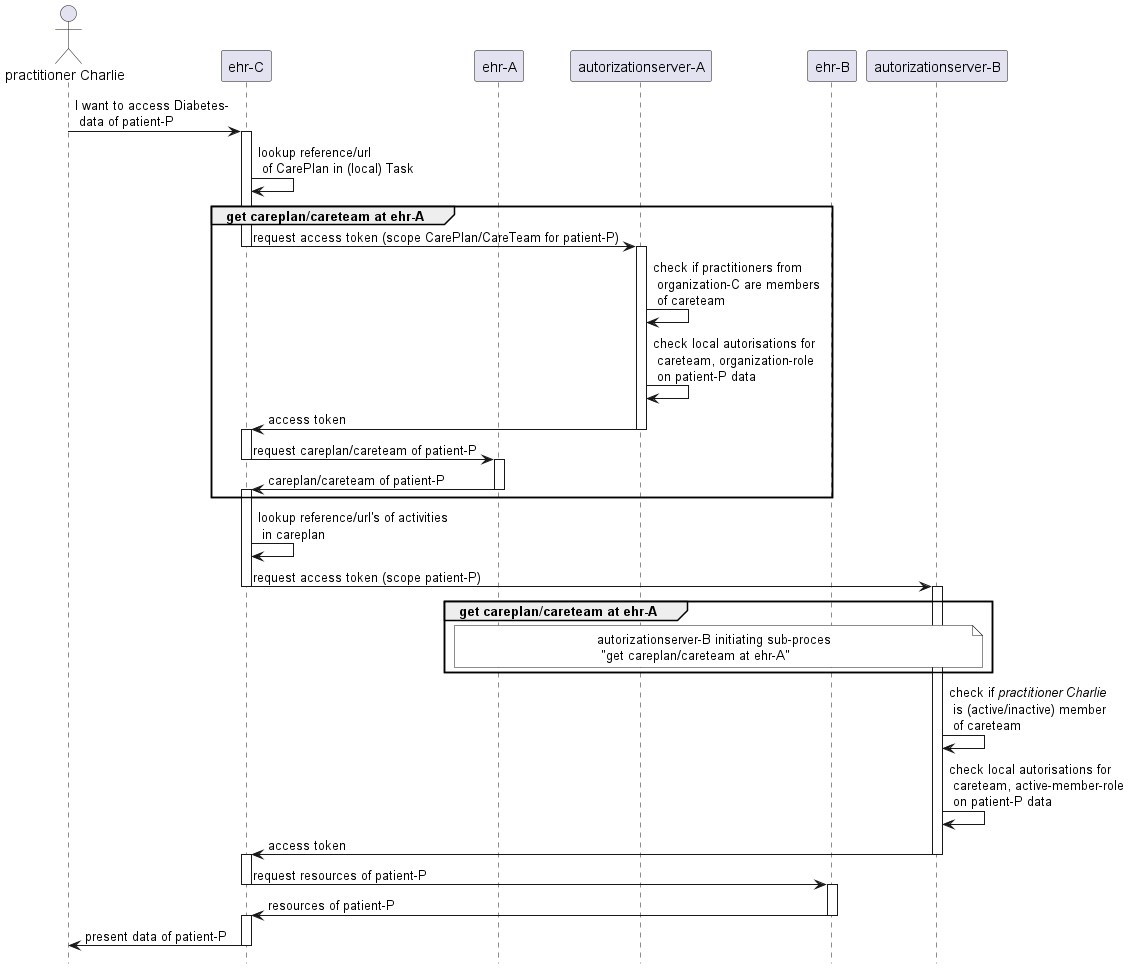 practitioner Charlie
ehr-C
ehr-A
autorizationserver-A
ehr-B
autorizationserver-B
I want to access Diabetes-
data of patient-P
lookup reference/url
of CarePlan in (local) Task
get careplan/careteam at ehr-A
request access token (scope CarePlan/CareTeam for patient-P)
check if practitioners from
organization-C are members
of careteam
check local autorisations for
careteam, organization-role
on patient-P data
access token
request careplan/careteam of patient-P
careplan/careteam of patient-P
lookup reference/url's of activities
in careplan
request access token (scope patient-P)
get careplan/careteam at ehr-A
autorizationserver-B initiating sub-proces
"get careplan/careteam at ehr-A"
check if practitioner Charlie
is (active/inactive) member
of careteam
check local autorisations for
careteam, active-member-role
on patient-P data
access token
request resources of patient-P
resources of patient-P
present data of patient-P